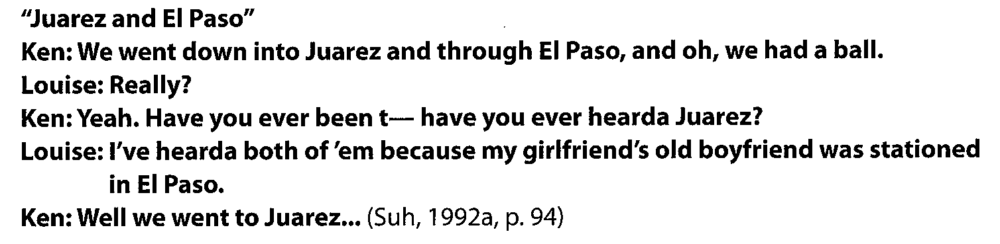 “Juarez and El Paso”
Ken: We went down into Juarez and through El Paso, and oh, we had a ball.
Louise: Really?
Ken: Yeah. Have you ever been t— have you ever hearda Juarez?
Louise: I’ve hearda both of ’em because my girlfriend’s old boyfriend was stationed
in El Paso.
Ken: Well we went to Juarez... (Suh, 1992a, p. 94)